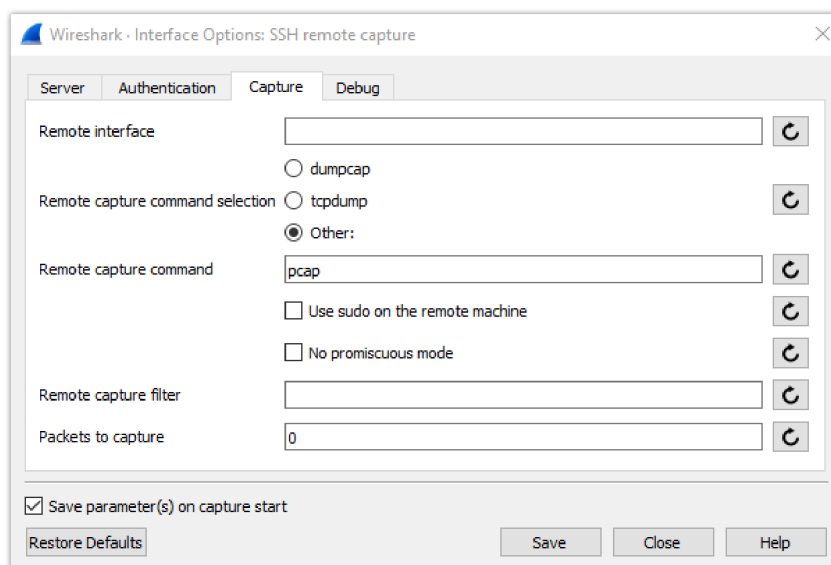 Wireshark · Interface Options: SSH remote capture
Server Authentication Capture Debug
Remote interface
dumpcap
Remote capture command selection tcpdump
Other:
Remote capture command pcap
Use sudo on the remote machine
No promiscuous mode
Remote capture filter
Packets to capture 0
Save parameter(s) on capture start
Restore Defaults Save Close Help